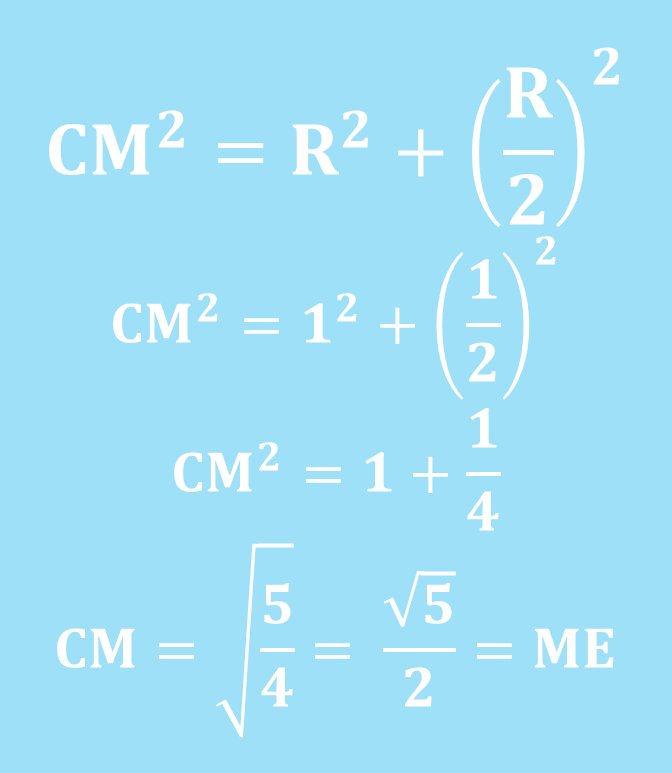 CM² = R² + (R/2)²
CM² = 1² + (1/2)²
CM² = 1 + 1/4
CM = √(5/4) = √5/2 = ME